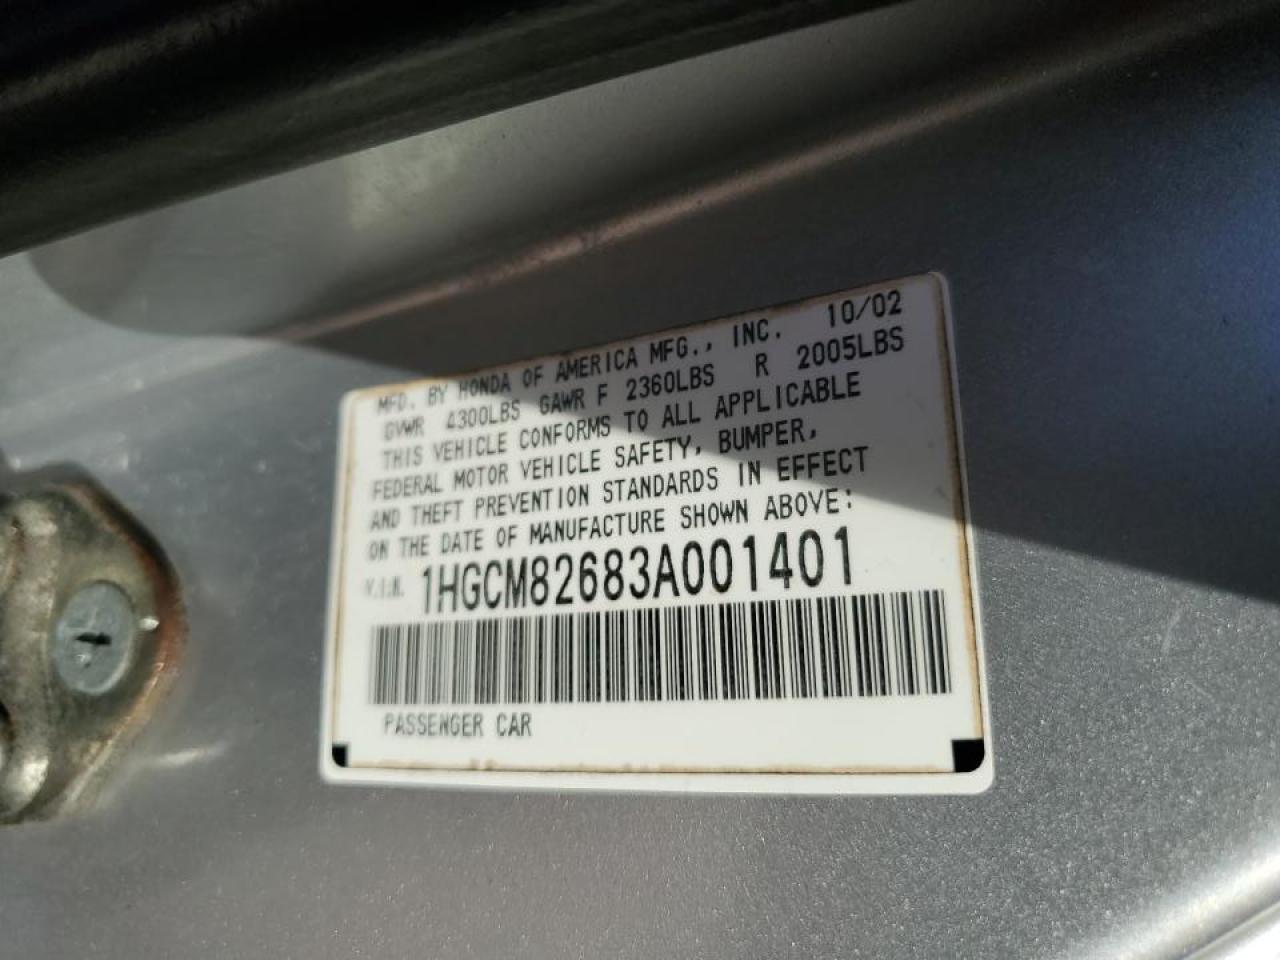 MFD. BY HONDA OF AMERICA MFG., INC. 10/02
GVWR 4300LBS GAWR F 2360LBS R 2005LBS
THIS VEHICLE CONFORMS TO ALL APPLICABLE
FEDERAL MOTOR VEHICLE SAFETY, BUMPER,
AND THEFT PREVENTION STANDARDS IN EFFECT
ON THE DATE OF MANUFACTURE SHOWN ABOVE:
V.I.N. 1HGCM82683A001401
PASSENGER CAR